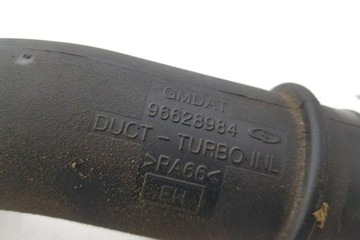 GMDAT
96628984
DUCT - TURBO INL
>PA66<
EH